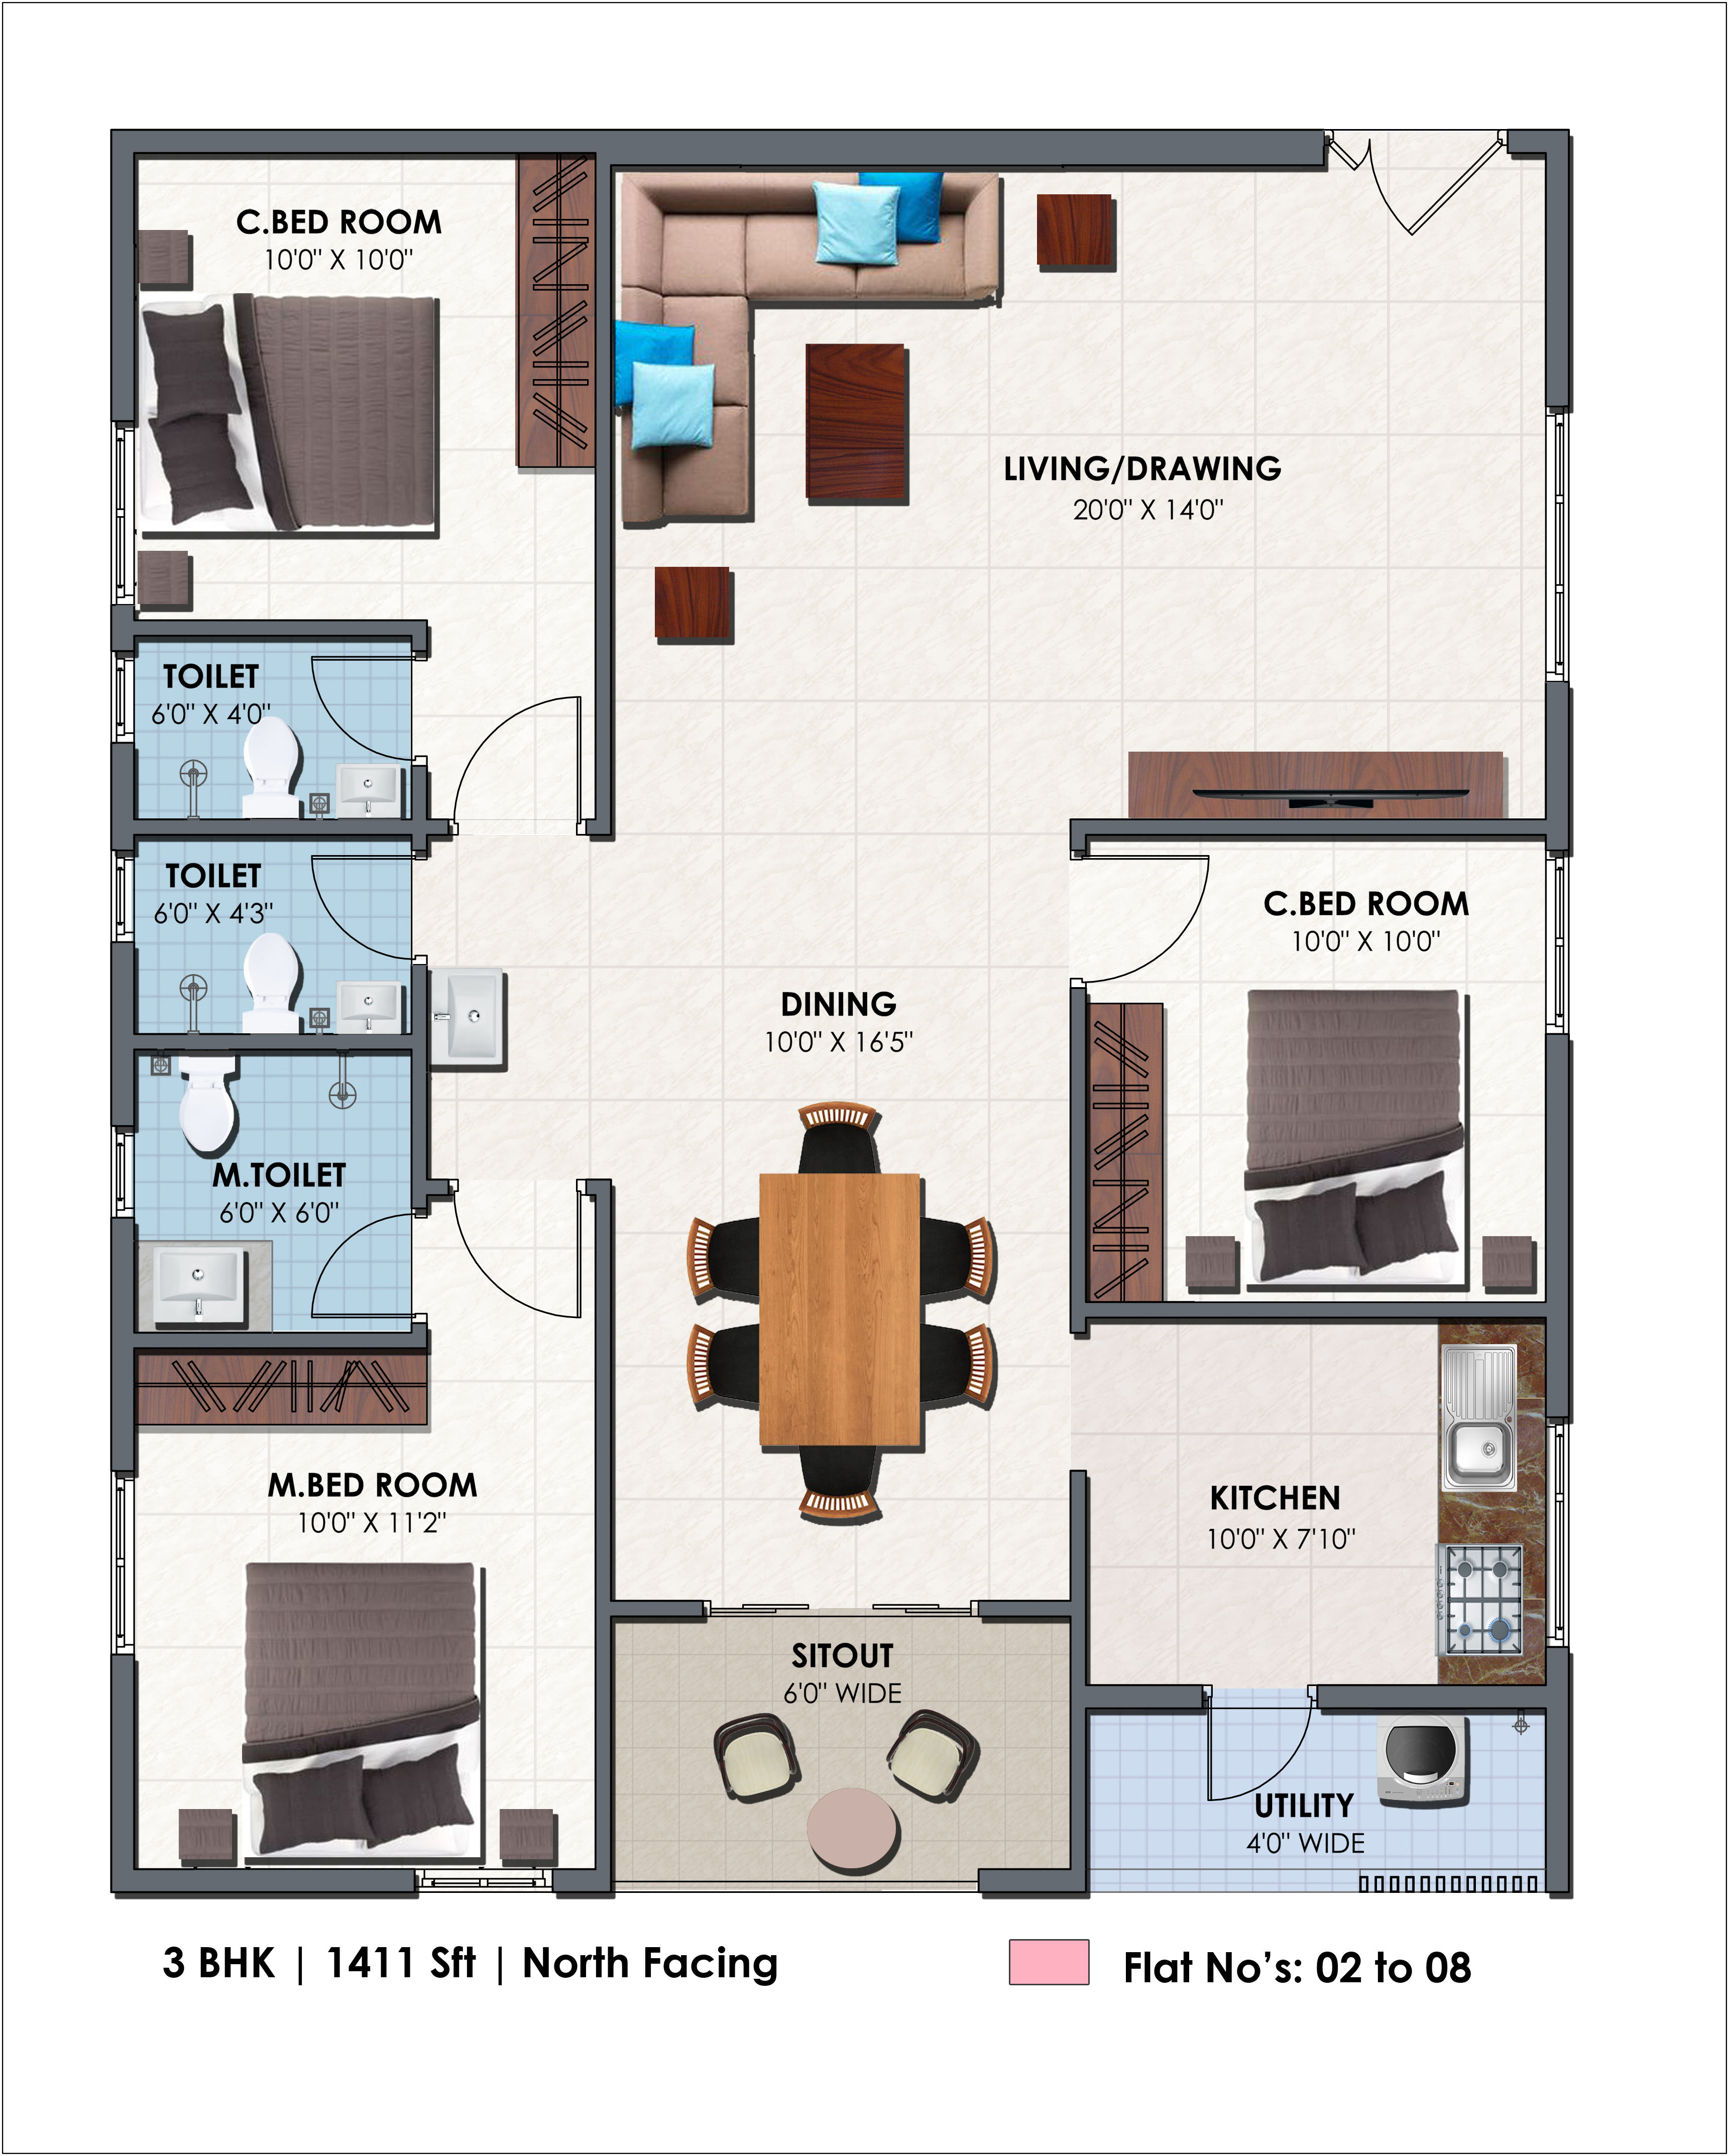 C.BED ROOM
10'0" X 10'0"
LIVING/DRAWING
20'0" X 14'0"
TOILET
6'0" X 4'0"
TOILET
6'0" X 4'3"
C.BED ROOM
10'0" X 10'0"
DINING
10'0" X 16'5"
M.TOILET
6'0" X 6'0"
M.BED ROOM
10'0" X 11'2"
KITCHEN
10'0" X 7'10"
SITOUT
6'0" WIDE
UTILITY
4'0" WIDE
3 BHK | 1411 Sft | North Facing
Flat No’s: 02 to 08